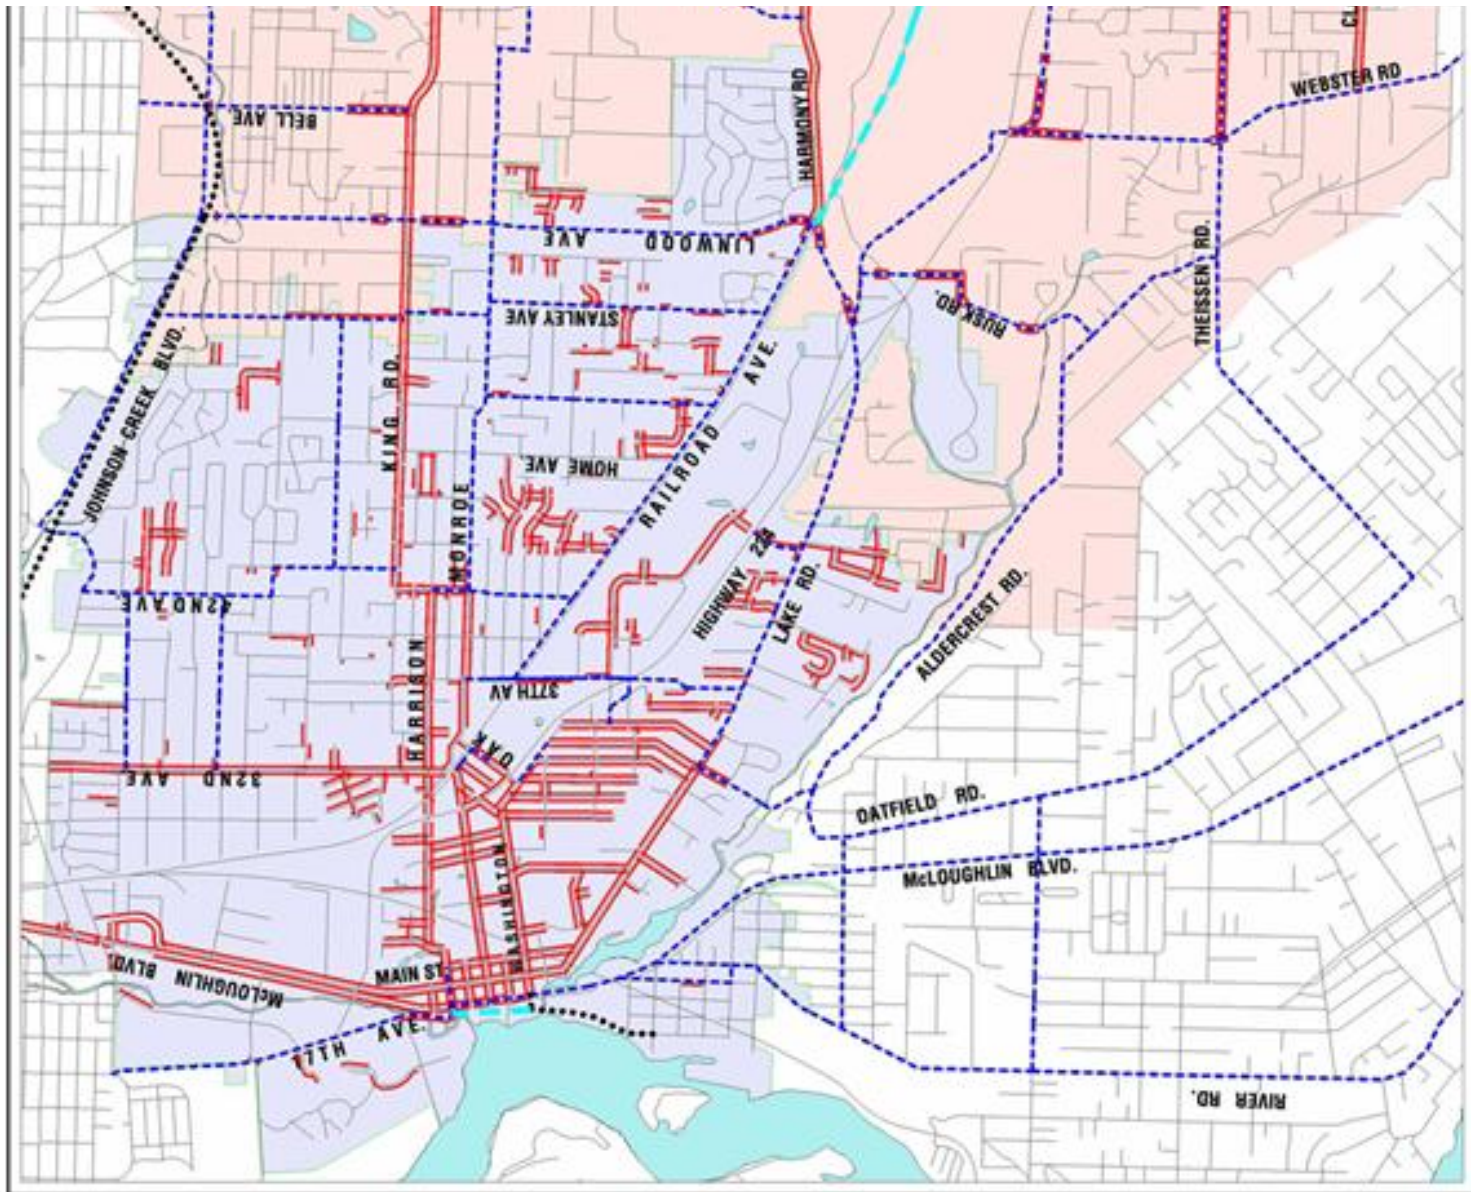 CL
WEBSTER RD
HARMONY RD
BELL AVE.
LINWOOD AVE
THEISSEN RD.
RUSK RD.
STANLEY AVE
JOHNSON CREEK BLVD.
KING RD.
RAILROAD AVE.
HOME AVE.
MONROE
HIGHWAY 224
LAKE RD.
42ND AVE
ALDERCREST RD.
HARRISON
37TH AV
OAK
32ND AVE
OATFIELD RD.
McLOUGHLIN BLVD.
WASHINGTON
MAIN ST.
McLOUGHLIN BLVD.
17TH AVE.
RIVER RD.